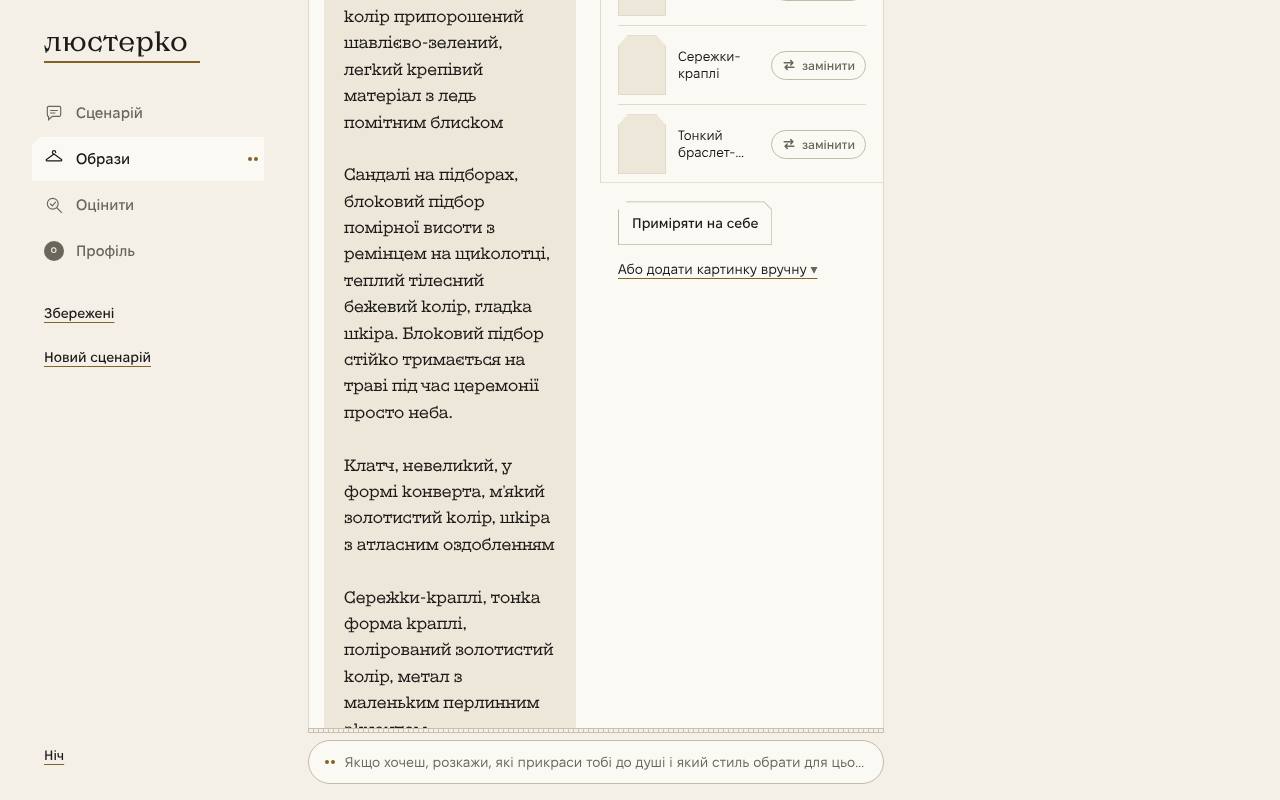 люстерко
Сценарій
Образи
Оцінити
О
Профіль
Збережені
Новий сценарій
Ніч
колір припорошений
шавлієво-зелений,
легкий крепівий
матеріал з ледь
помітним блиском
Сандалі на підборах,
блоковий підбор
помірної висоти з
ремінцем на щиколотці,
теплий тілесний
бежевий колір, гладка
шкіра. Блоковий підбор
стійко тримається на
траві під час церемонії
просто неба.
Клатч, невеликий, у
формі конверта, м'який
золотистий колір, шкіра
з атласним оздобленням
Сережки-краплі, тонка
форма краплі,
полірований золотистий
колір, метал з
маленьким перлинним
Сережки-
краплі
замінити
Тонкий
браслет-...
замінити
Приміряти на себе
Або додати картинку вручну ▾
Якщо хочеш, розкажи, які прикраси тобі до душі і який стиль обрати для цьо...